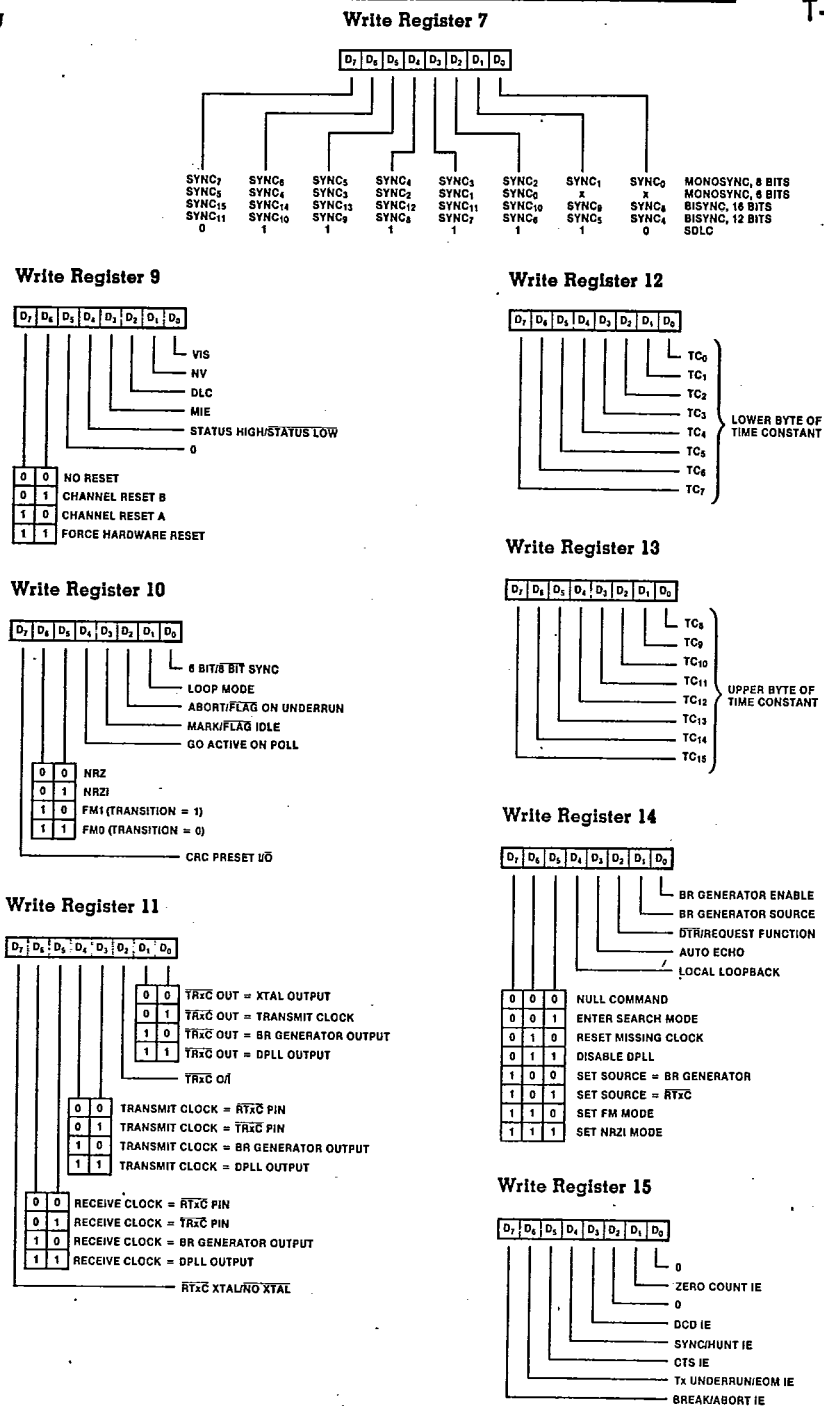 T-
Write Register 7
D7 D6 D5 D4 D3 D2 D1 D0
SYNC7 SYNC6 SYNC5 SYNC4 SYNC3 SYNC2 SYNC1 SYNC0 MONOSYNC, 8 BITS
SYNC5 SYNC4 SYNC3 SYNC2 SYNC1 SYNC0 x x MONOSYNC, 6 BITS
SYNC15 SYNC14 SYNC13 SYNC12 SYNC11 SYNC10 SYNC9 SYNC8 BISYNC, 16 BITS
SYNC11 SYNC10 SYNC9 SYNC8 SYNC7 SYNC6 SYNC5 SYNC4 BISYNC, 12 BITS
0 1 1 1 1 1 1 0 SDLC
Write Register 9
D7 D6 D5 D4 D3 D2 D1 D0
VIS
NV
DLC
MIE
STATUS HIGH/STATUS LOW
0
0 0 NO RESET
0 1 CHANNEL RESET B
1 0 CHANNEL RESET A
1 1 FORCE HARDWARE RESET
Write Register 10
D7 D6 D5 D4 D3 D2 D1 D0
6 BIT/8 BIT SYNC
LOOP MODE
ABORT/FLAG ON UNDERRUN
MARK/FLAG IDLE
GO ACTIVE ON POLL
0 0 NRZ
0 1 NRZI
1 0 FM1 (TRANSITION = 1)
1 1 FM0 (TRANSITION = 0)
CRC PRESET I/O
Write Register 11
D7 D6 D5 D4 D3 D2 D1 D0
0 0 TRxC OUT = XTAL OUTPUT
0 1 TRxC OUT = TRANSMIT CLOCK
1 0 TRxC OUT = BR GENERATOR OUTPUT
1 1 TRxC OUT = DPLL OUTPUT
TRxC O/I
0 0 TRANSMIT CLOCK = RTxC PIN
0 1 TRANSMIT CLOCK = TRxC PIN
1 0 TRANSMIT CLOCK = BR GENERATOR OUTPUT
1 1 TRANSMIT CLOCK = DPLL OUTPUT
0 0 RECEIVE CLOCK = RTxC PIN
0 1 RECEIVE CLOCK = TRxC PIN
1 0 RECEIVE CLOCK = BR GENERATOR OUTPUT
1 1 RECEIVE CLOCK = DPLL OUTPUT
RTxC XTAL/NO XTAL
Write Register 12
D7 D6 D5 D4 D3 D2 D1 D0
TC0
TC1
TC2
TC3
TC4
TC5
TC6
TC7
LOWER BYTE OF
TIME CONSTANT
Write Register 13
D7 D6 D5 D4 D3 D2 D1 D0
TC8
TC9
TC10
TC11
TC12
TC13
TC14
TC15
UPPER BYTE OF
TIME CONSTANT
Write Register 14
D7 D6 D5 D4 D3 D2 D1 D0
BR GENERATOR ENABLE
BR GENERATOR SOURCE
DTR/REQUEST FUNCTION
AUTO ECHO
LOCAL LOOPBACK
0 0 0 NULL COMMAND
0 0 1 ENTER SEARCH MODE
0 1 0 RESET MISSING CLOCK
0 1 1 DISABLE DPLL
1 0 0 SET SOURCE = BR GENERATOR
1 0 1 SET SOURCE = RTxC
1 1 0 SET FM MODE
1 1 1 SET NRZI MODE
Write Register 15
D7 D6 D5 D4 D3 D2 D1 D0
0
ZERO COUNT IE
0
DCD IE
SYNC/HUNT IE
CTS IE
Tx UNDERRUN/EOM IE
BREAK/ABORT IE